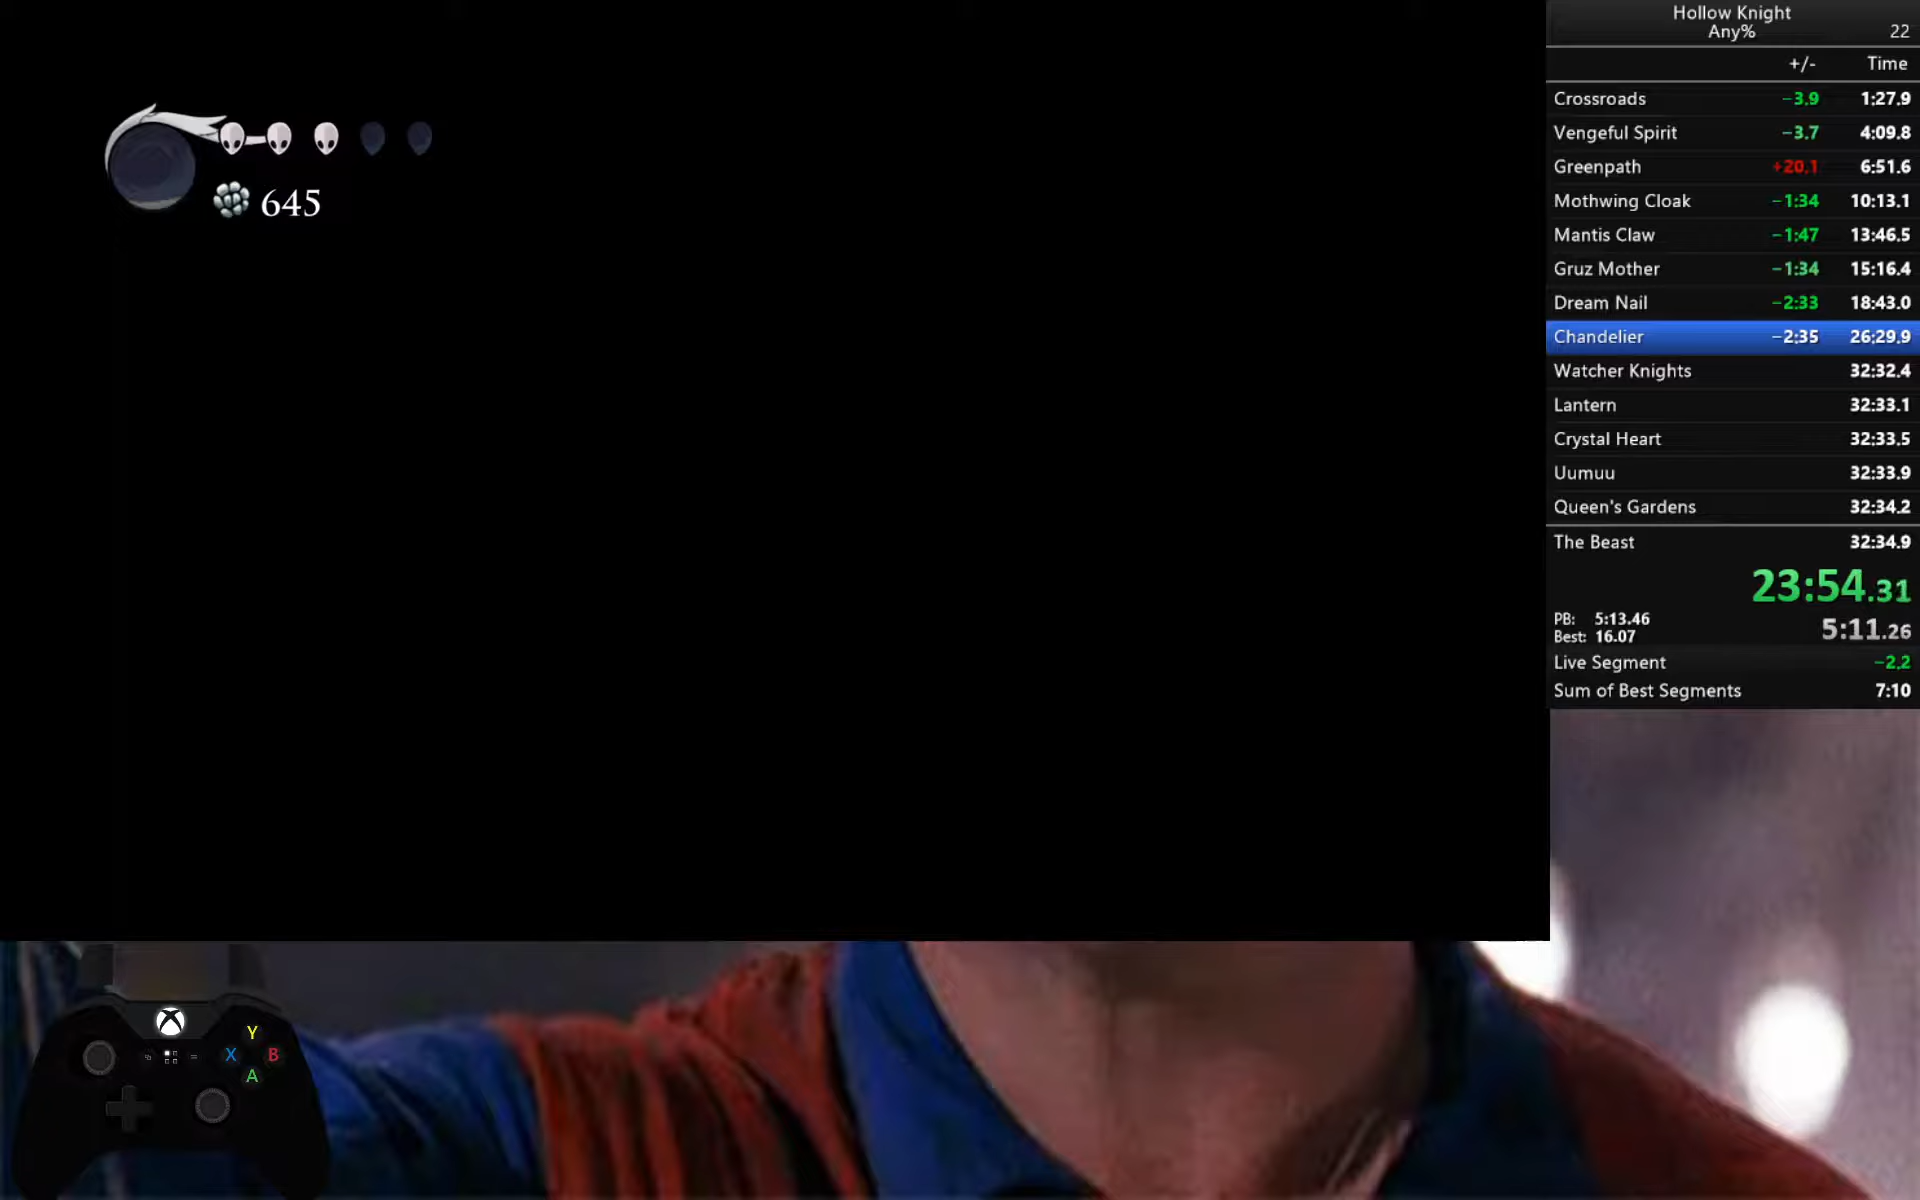 645
Hollow Knight
Any% 22
+/- Time
Crossroads -3.9 1:27.9
Vengeful Spirit -3.7 4:09.8
Greenpath +20.1 6:51.6
Mothwing Cloak -1:34 10:13.1
Mantis Claw -1:47 13:46.5
Gruz Mother -1:34 15:16.4
Dream Nail -2:33 18:43.0
Chandelier -2:35 26:29.9
Watcher Knights 32:32.4
Lantern 32:33.1
Crystal Heart 32:33.5
Uumuu 32:33.9
Queen's Gardens 32:34.2
The Beast 32:34.9
23:54.31
PB: 5:13.46
Best: 16.07
5:11.26
Live Segment -2.2
Sum of Best Segments 7:10
Y
X B
A